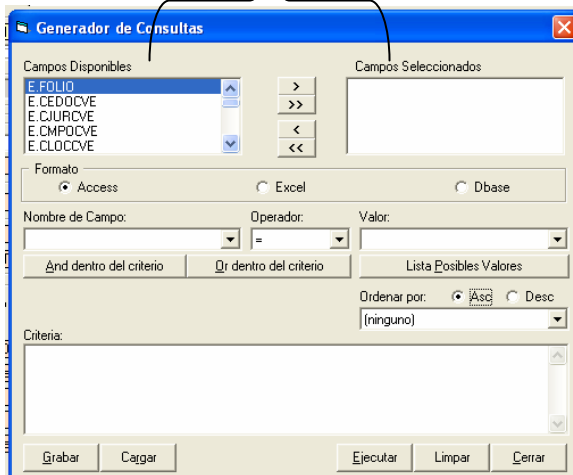 Generador de Consultas
Campos Disponibles
Campos Seleccionados
E.FOLIO
E.CEDOCVE
E.CJURCVE
E.CMPOCVE
E.CLOCCVE
>
>>
<
<<
Formato
Access Excel Dbase
Nombre de Campo: Operador: Valor:
=
And dentro del criterio Or dentro del criterio Lista Posibles Valores
Ordenar por: Asc Desc
(ninguno)
Criteria:
Grabar Cargar Ejecutar Limpar Cerrar